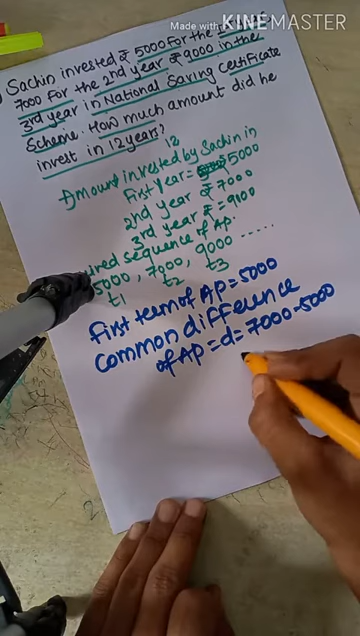 Made with KINEMASTER
Sachin invested ₹ 5000 for the
7000 for the 2nd year ₹ 9000 in the
3rd year in National Saving Certificate
Scheme. How much amount did he
invest in 12 years?
12
Amount invested by Sachin in
First year = 5000
2nd year ₹ = 7000
3rd year ₹ = 9100
sequence of AP.
5000, 7000, 9000 .....
t1 t2 t3
First term of AP = 5000
Common difference
of AP = d = 7000-5000
2